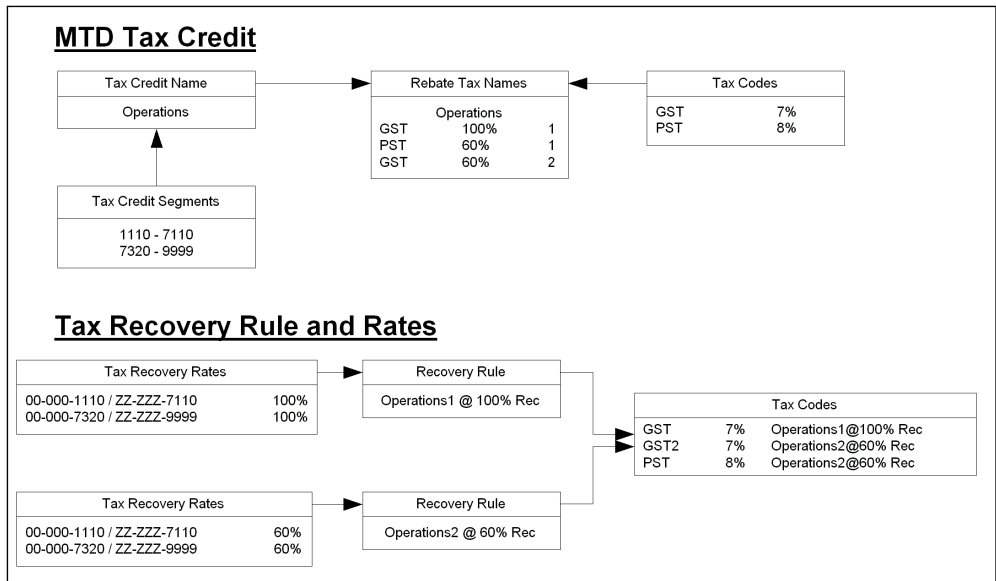 MTD Tax Credit
Tax Credit Name
Operations
Rebate Tax Names
Operations
GST 100% 1
PST 60% 1
GST 60% 2
Tax Codes
GST 7%
PST 8%
Tax Credit Segments
1110 - 7110
7320 - 9999
Tax Recovery Rule and Rates
Tax Recovery Rates
00-000-1110 / ZZ-ZZZ-7110 100%
00-000-7320 / ZZ-ZZZ-9999 100%
Recovery Rule
Operations1 @ 100% Rec
Tax Codes
GST 7% Operations1@100% Rec
GST2 7% Operations2@60% Rec
PST 8% Operations2@60% Rec
Tax Recovery Rates
00-000-1110 / ZZ-ZZZ-7110 60%
00-000-7320 / ZZ-ZZZ-9999 60%
Recovery Rule
Operations2 @ 60% Rec